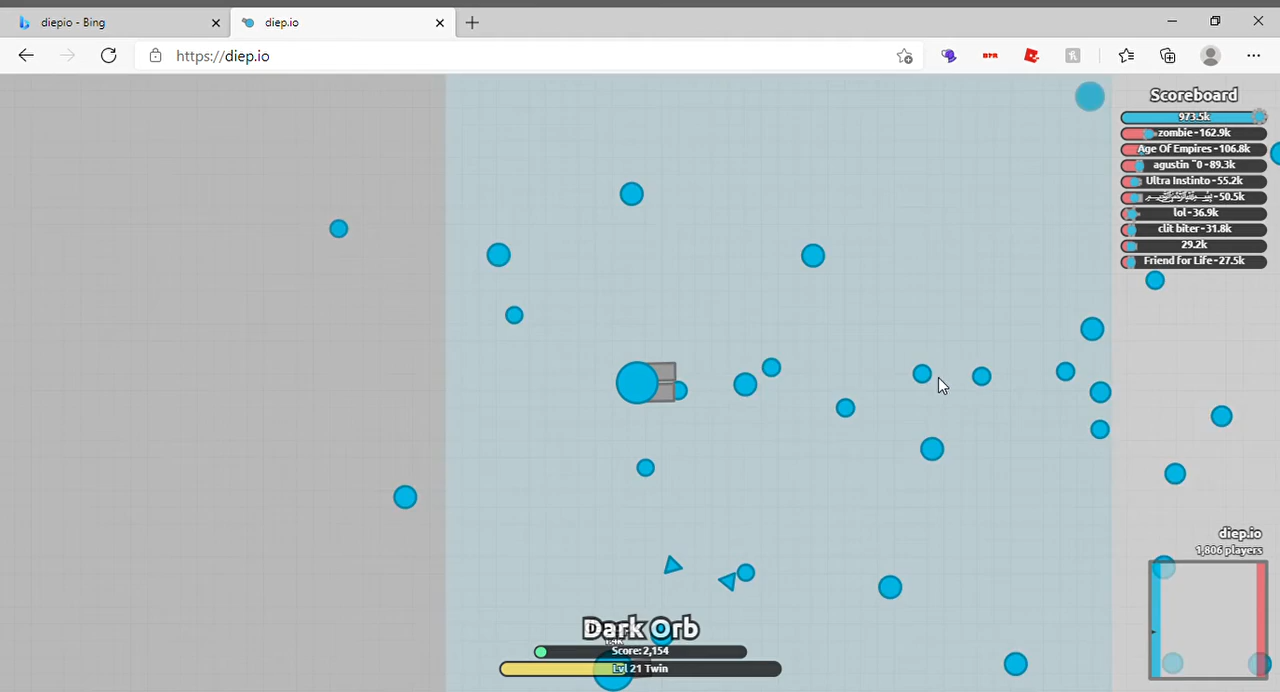 diepio - Bing
diep.io
https://diep.io
Scoreboard
973.5k
zombie - 162.9k
Age Of Empires - 106.8k
agustin ¨0 - 89.3k
Ultra Instinto - 55.2k
- 50.5k
lol - 36.9k
clit biter - 31.8k
29.2k
Friend for Life - 27.5k
diep.io
1,806 players
Dark Orb
Score: 2,154
Lvl 21 Twin